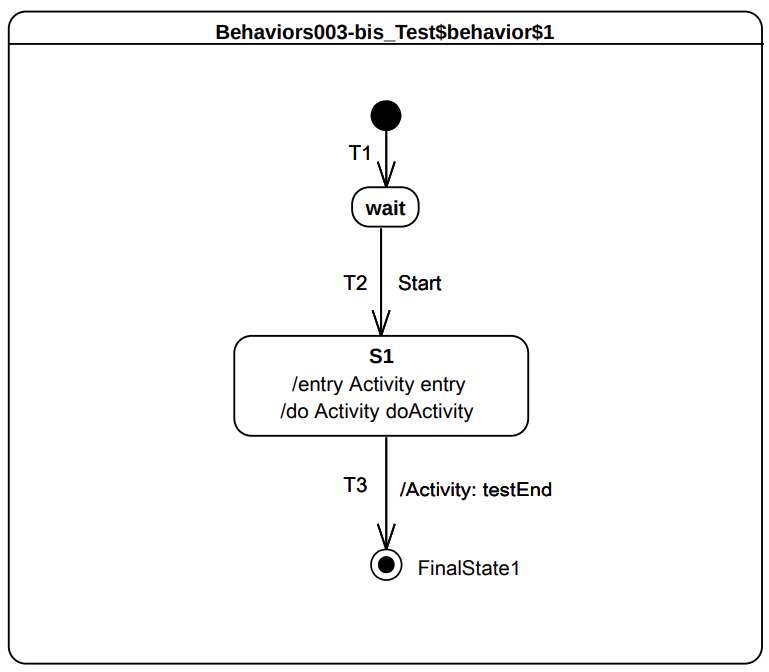 Behaviors003-bis_Test$behavior$1
T1
wait
T2 Start
S1
/entry Activity entry
/do Activity doActivity
T3 /Activity: testEnd
FinalState1